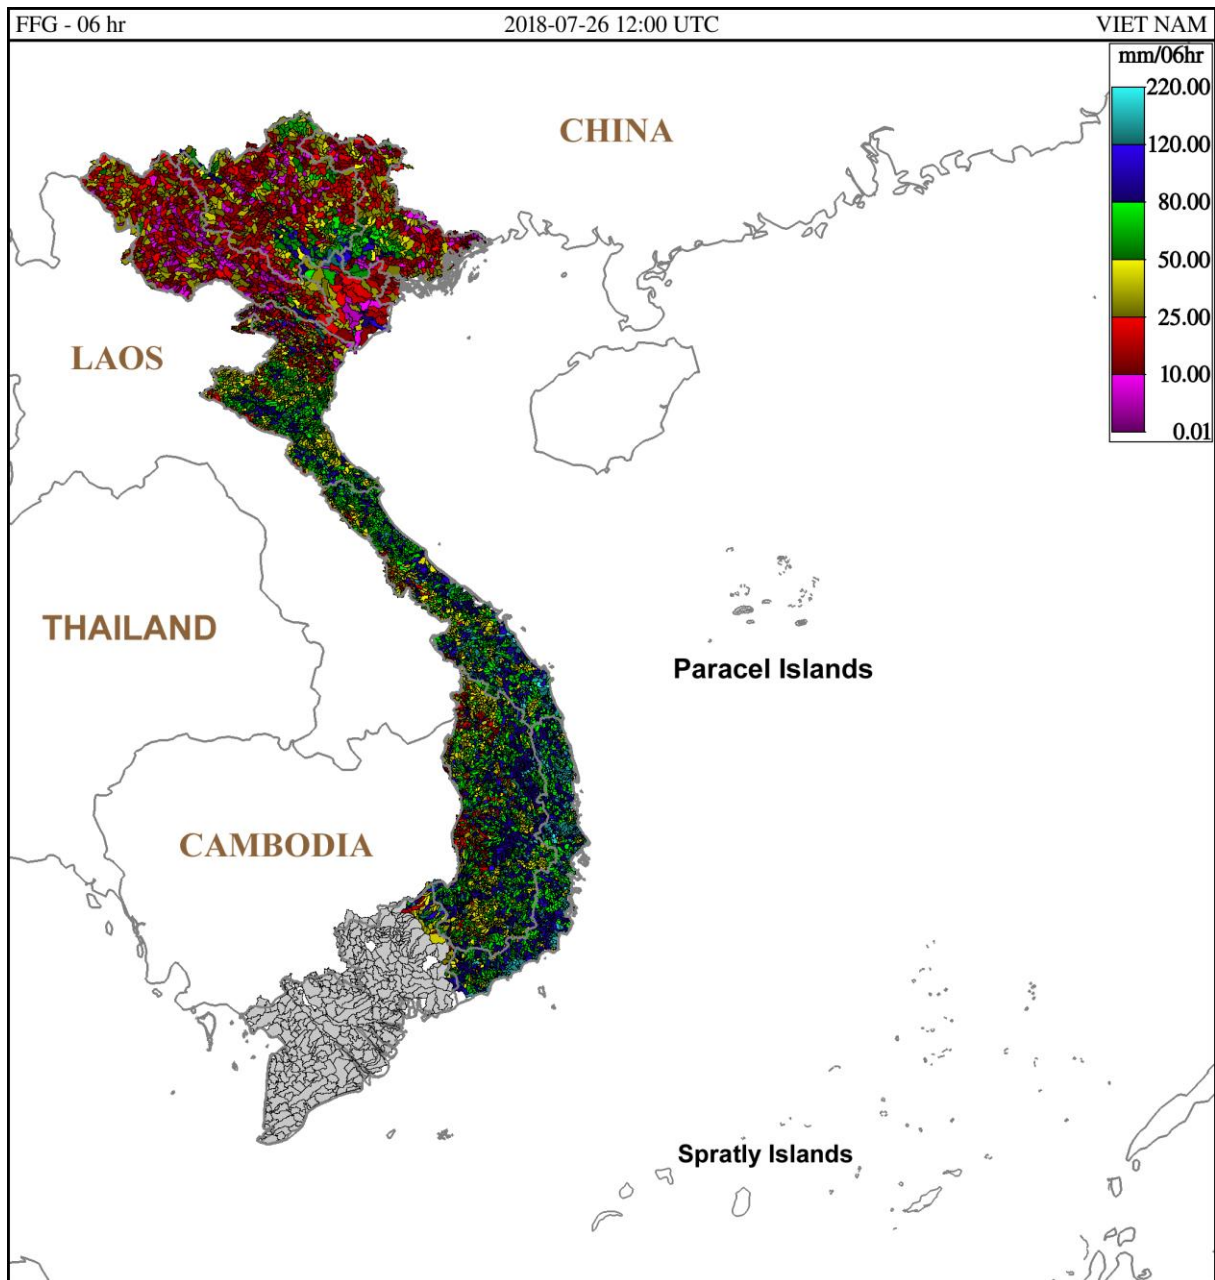 FFG - 06 hr 2018-07-26 12:00 UTC VIET NAM
mm/06hr
220.00
120.00
80.00
50.00
25.00
10.00
0.01
CHINA
LAOS
THAILAND
Paracel Islands
CAMBODIA
Spratly Islands